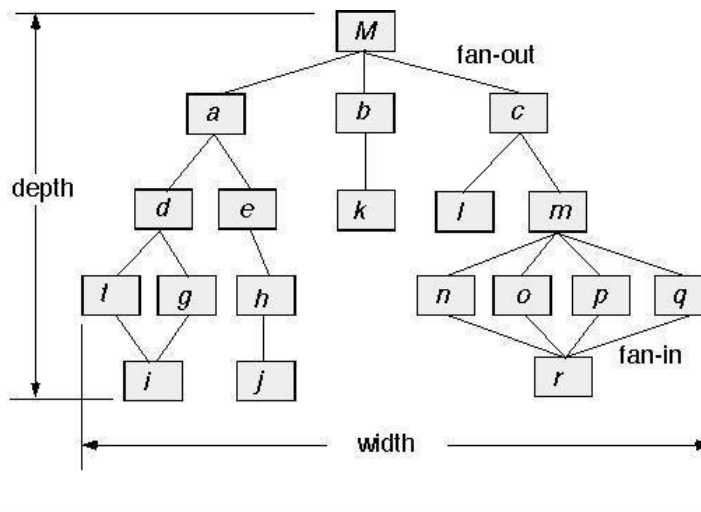 M
fan-out
a b c
depth
d e k l m
f g h n o p q
i j r
fan-in
width